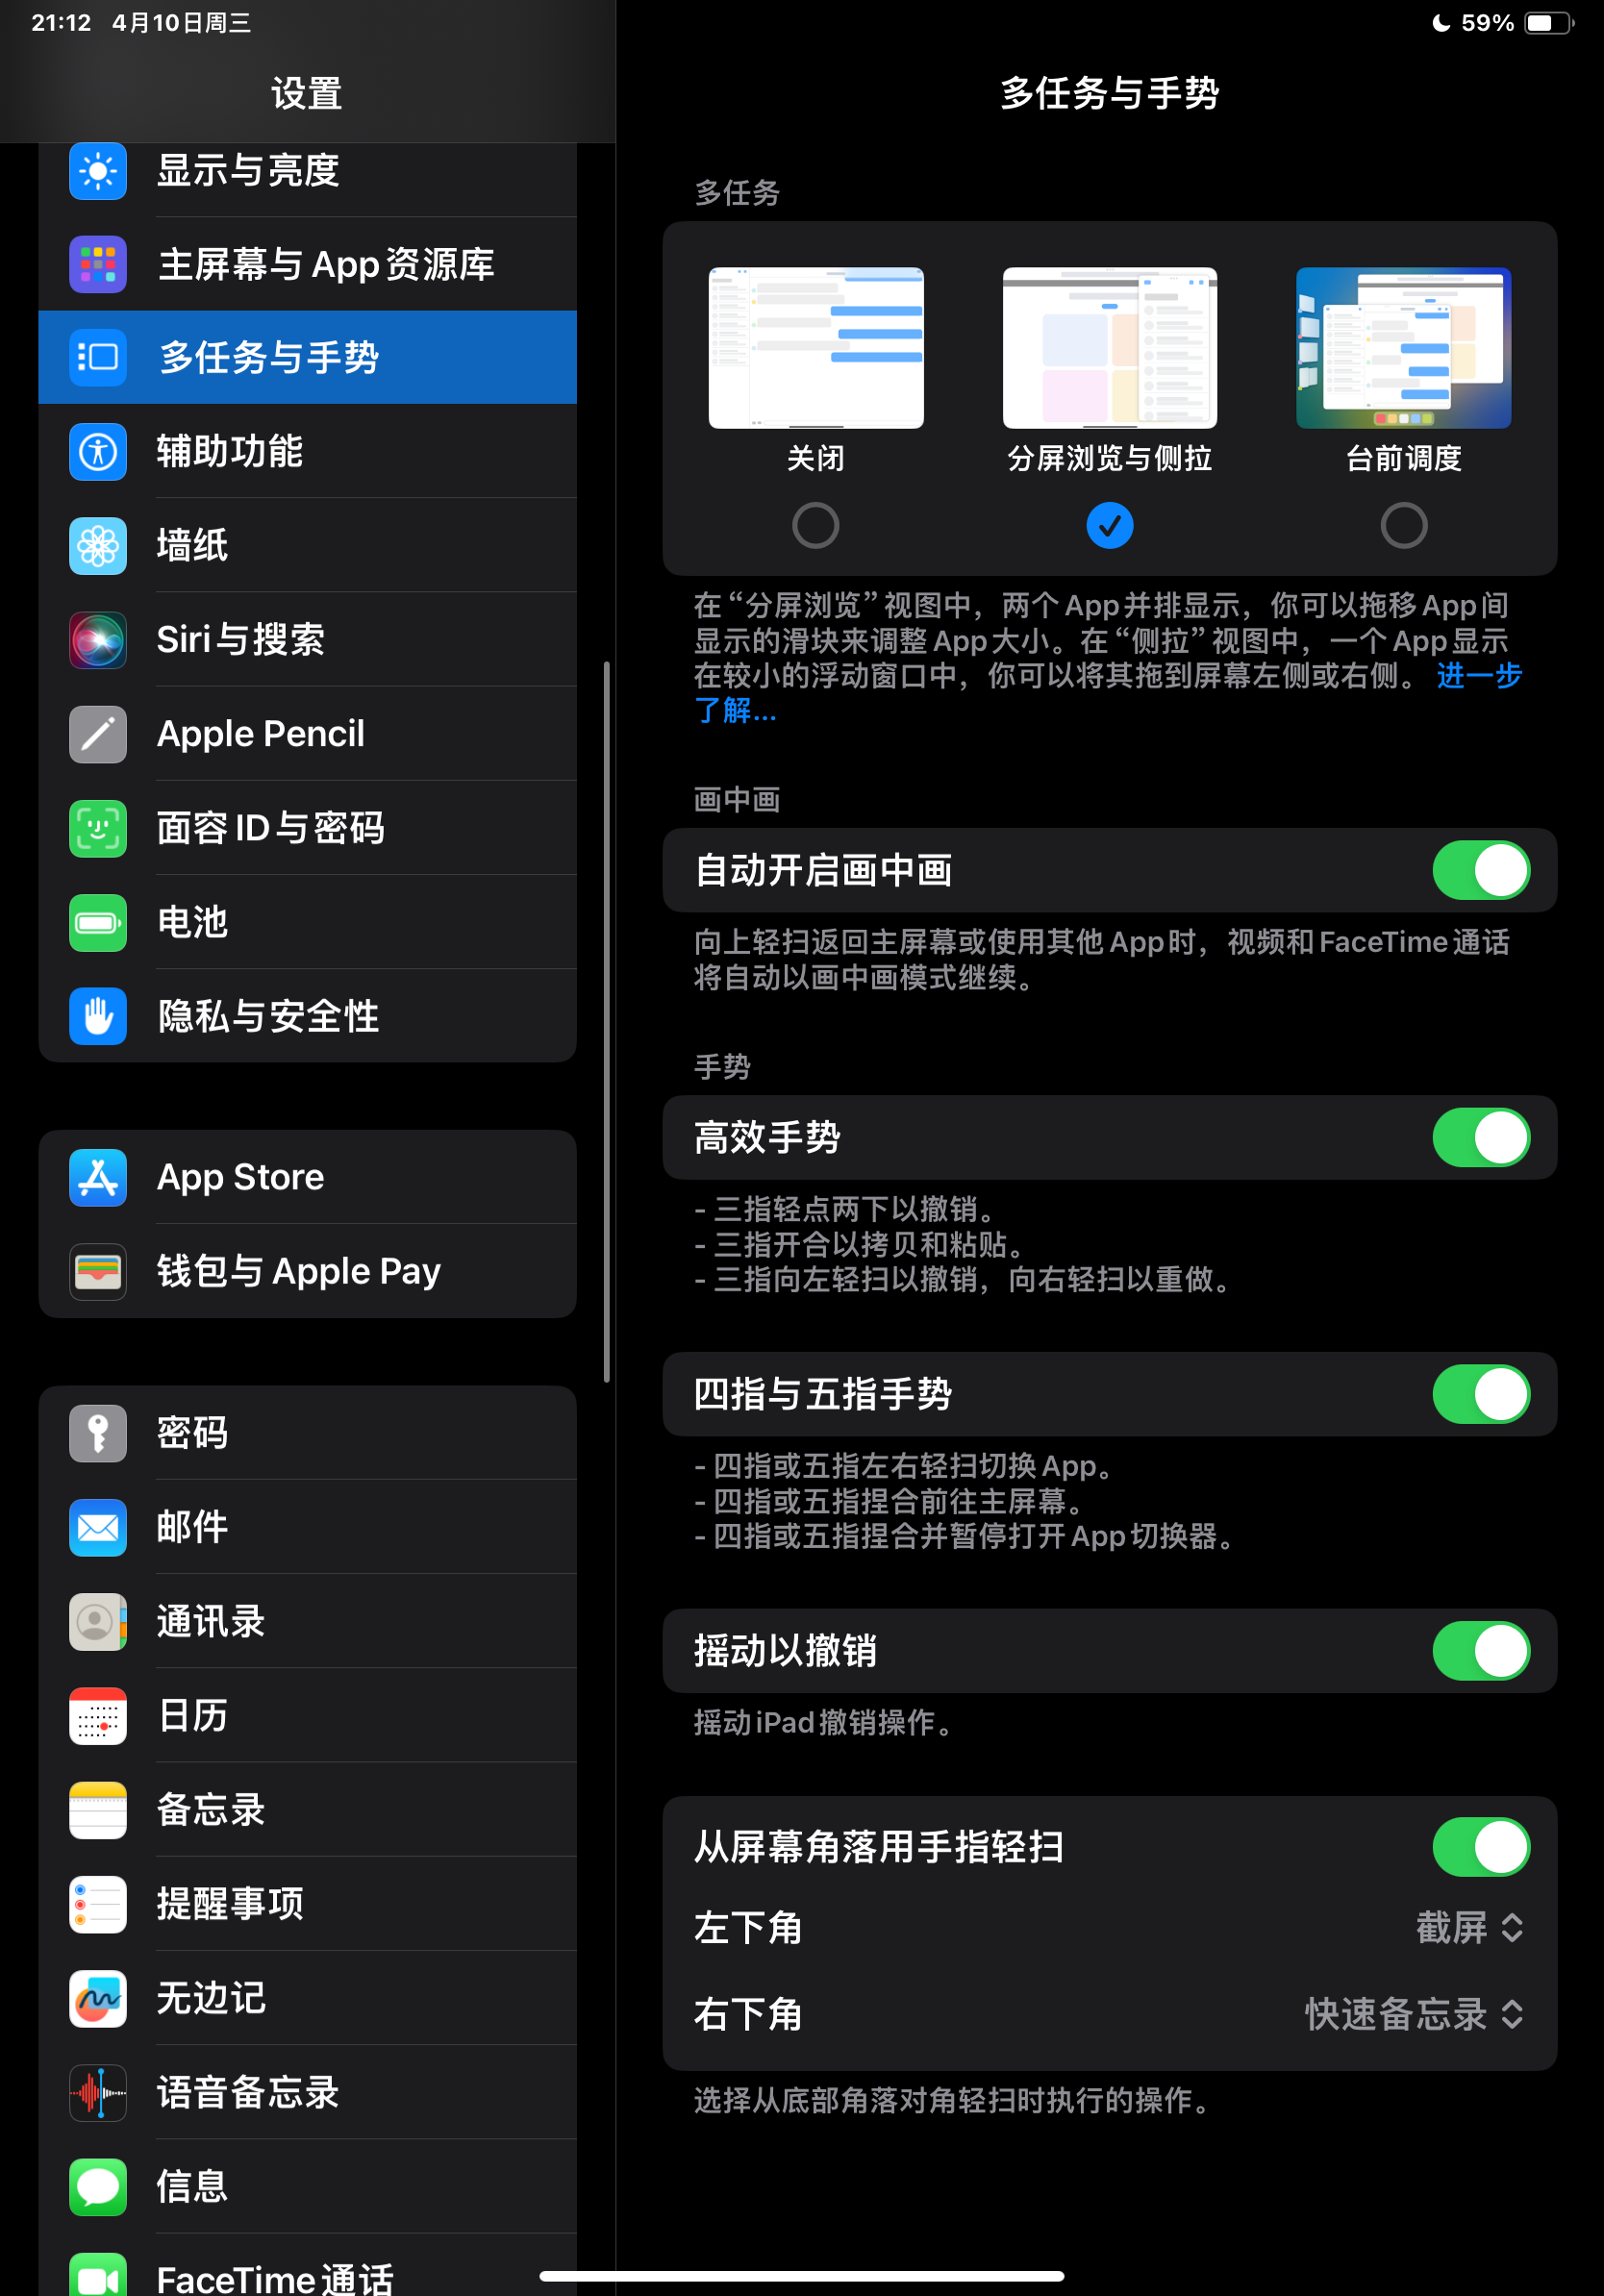 21:12 4月10日周三
59%
设置
显示与亮度
主屏幕与 App 资源库
多任务与手势
辅助功能
墙纸
Siri与搜索
Apple Pencil
面容 ID与密码
电池
隐私与安全性
App Store
钱包与 Apple Pay
密码
邮件
通讯录
日历
备忘录
提醒事项
无边记
语音备忘录
信息
FaceTime 通话
多任务与手势
多任务
关闭
分屏浏览与侧拉
台前调度
在“分屏浏览”视图中，两个 App 并排显示，你可以拖移 App 间
显示的滑块来调整 App 大小。在“侧拉”视图中，一个 App 显示
在较小的浮动窗口中，你可以将其拖到屏幕左侧或右侧。 进一步
了解...
画中画
自动开启画中画
向上轻扫返回主屏幕或使用其他 App 时，视频和 FaceTime 通话
将自动以画中画模式继续。
手势
高效手势
- 三指轻点两下以撤销。
- 三指开合以拷贝和粘贴。
- 三指向左轻扫以撤销，向右轻扫以重做。
四指与五指手势
- 四指或五指左右轻扫切换 App。
- 四指或五指捏合前往主屏幕。
- 四指或五指捏合并暂停打开 App 切换器。
摇动以撤销
摇动 iPad 撤销操作。
从屏幕角落用手指轻扫
左下角 截屏
右下角 快速备忘录
选择从底部角落对角轻扫时执行的操作。